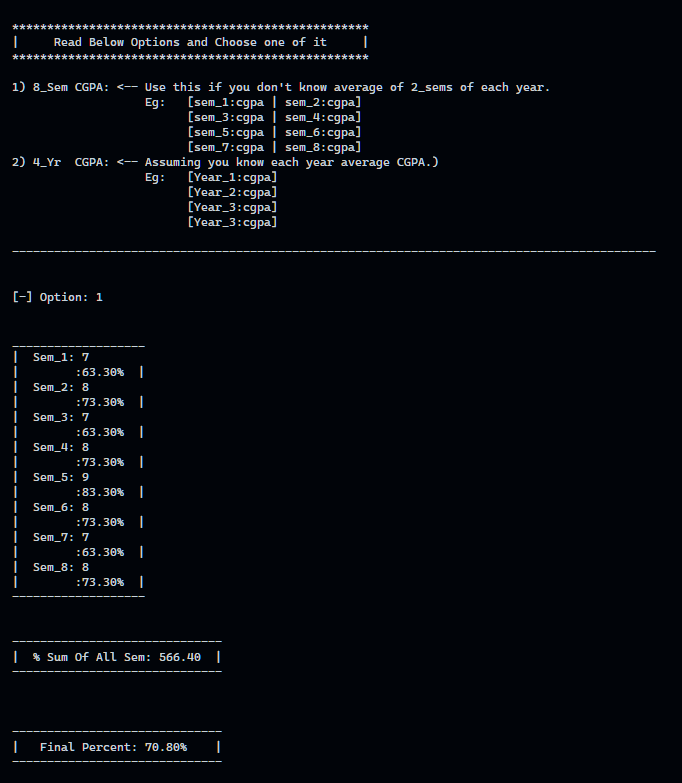 ***************************************************
|     Read Below Options and Choose one of it     |
***************************************************
1) 8_Sem CGPA: <-- Use this if you don't know average of 2_sems of each year.
Eg:   [sem_1:cgpa | sem_2:cgpa]
[sem_3:cgpa | sem_4:cgpa]
[sem_5:cgpa | sem_6:cgpa]
[sem_7:cgpa | sem_8:cgpa]
2) 4_Yr  CGPA: <-- Assuming you know each year average CGPA.)
Eg:   [Year_1:cgpa]
[Year_2:cgpa]
[Year_3:cgpa]
[Year_3:cgpa]
--------------------------------------------------------------------------------------------
[-] Option: 1
-------------------
|  Sem_1: 7
|        :63.30%  |
|  Sem_2: 8
|        :73.30%  |
|  Sem_3: 7
|        :63.30%  |
|  Sem_4: 8
|        :73.30%  |
|  Sem_5: 9
|        :83.30%  |
|  Sem_6: 8
|        :73.30%  |
|  Sem_7: 7
|        :63.30%  |
|  Sem_8: 8
|        :73.30%  |
-------------------
------------------------------
|  % Sum Of All Sem: 566.40  |
------------------------------
------------------------------
|   Final Percent: 70.80%    |
------------------------------